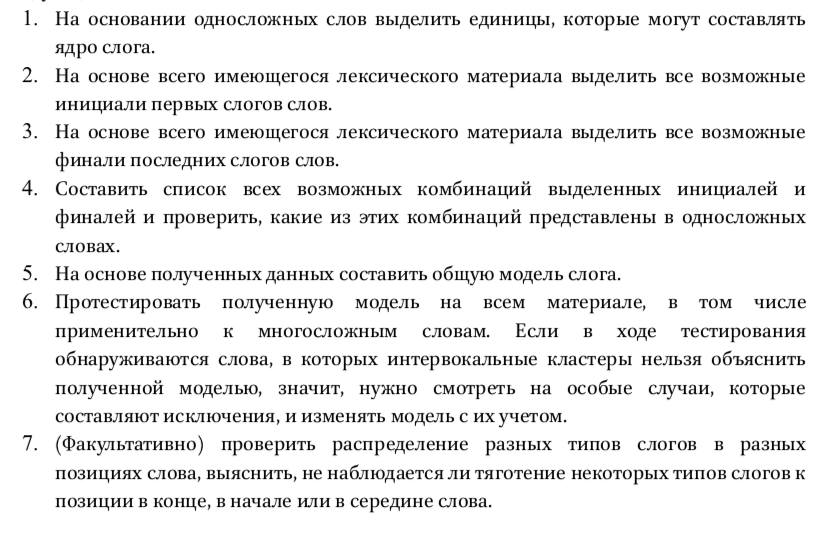 1. На основании односложных слов выделить единицы, которые могут составлять
ядро слога.
2. На основе всего имеющегося лексического материала выделить все возможные
инициали первых слогов слов.
3. На основе всего имеющегося лексического материала выделить все возможные
финали последних слогов слов.
4. Составить список всех возможных комбинаций выделенных инициалей и
финалей и проверить, какие из этих комбинаций представлены в односложных
словах.
5. На основе полученных данных составить общую модель слога.
6. Протестировать полученную модель на всем материале, в том числе
применительно к многосложным словам. Если в ходе тестирования
обнаруживаются слова, в которых интервокальные кластеры нельзя объяснить
полученной моделью, значит, нужно смотреть на особые случаи, которые
составляют исключения, и изменять модель с их учетом.
7. (Факультативно) проверить распределение разных типов слогов в разных
позициях слова, выяснить, не наблюдается ли тяготение некоторых типов слогов к
позиции в конце, в начале или в середине слова.